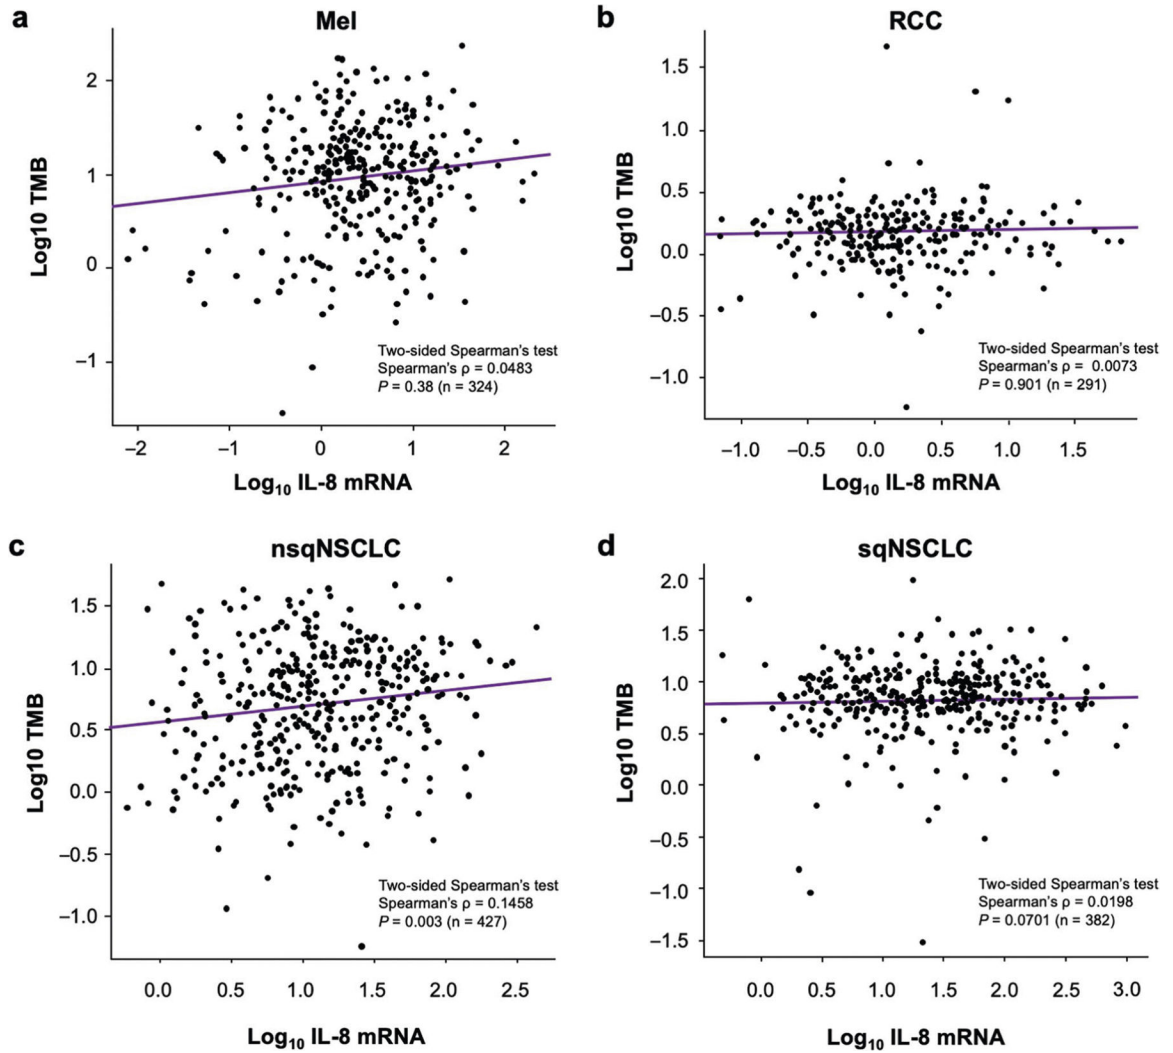 a
Mel
Log10 TMB
2
1
0
−1
−2
−1
0
1
2
Log10 IL-8 mRNA
Two-sided Spearman's test
Spearman's ρ = 0.0483
P = 0.38 (n = 324)
b
RCC
Log10 TMB
1.5
1.0
0.5
0.0
−0.5
−1.0
−1.0
−0.5
0.0
0.5
1.0
1.5
Log10 IL-8 mRNA
Two-sided Spearman's test
Spearman's ρ = 0.0073
P = 0.901 (n = 291)
c
nsqNSCLC
Log10 TMB
1.5
1.0
0.5
0.0
−0.5
−1.0
0.0
0.5
1.0
1.5
2.0
2.5
Log10 IL-8 mRNA
Two-sided Spearman's test
Spearman's ρ = 0.1458
P = 0.003 (n = 427)
d
sqNSCLC
Log10 TMB
2.0
1.5
1.0
0.5
0.0
−0.5
−1.0
−1.5
0.0
0.5
1.0
1.5
2.0
2.5
3.0
Log10 IL-8 mRNA
Two-sided Spearman's test
Spearman's ρ = 0.0198
P = 0.0701 (n = 382)